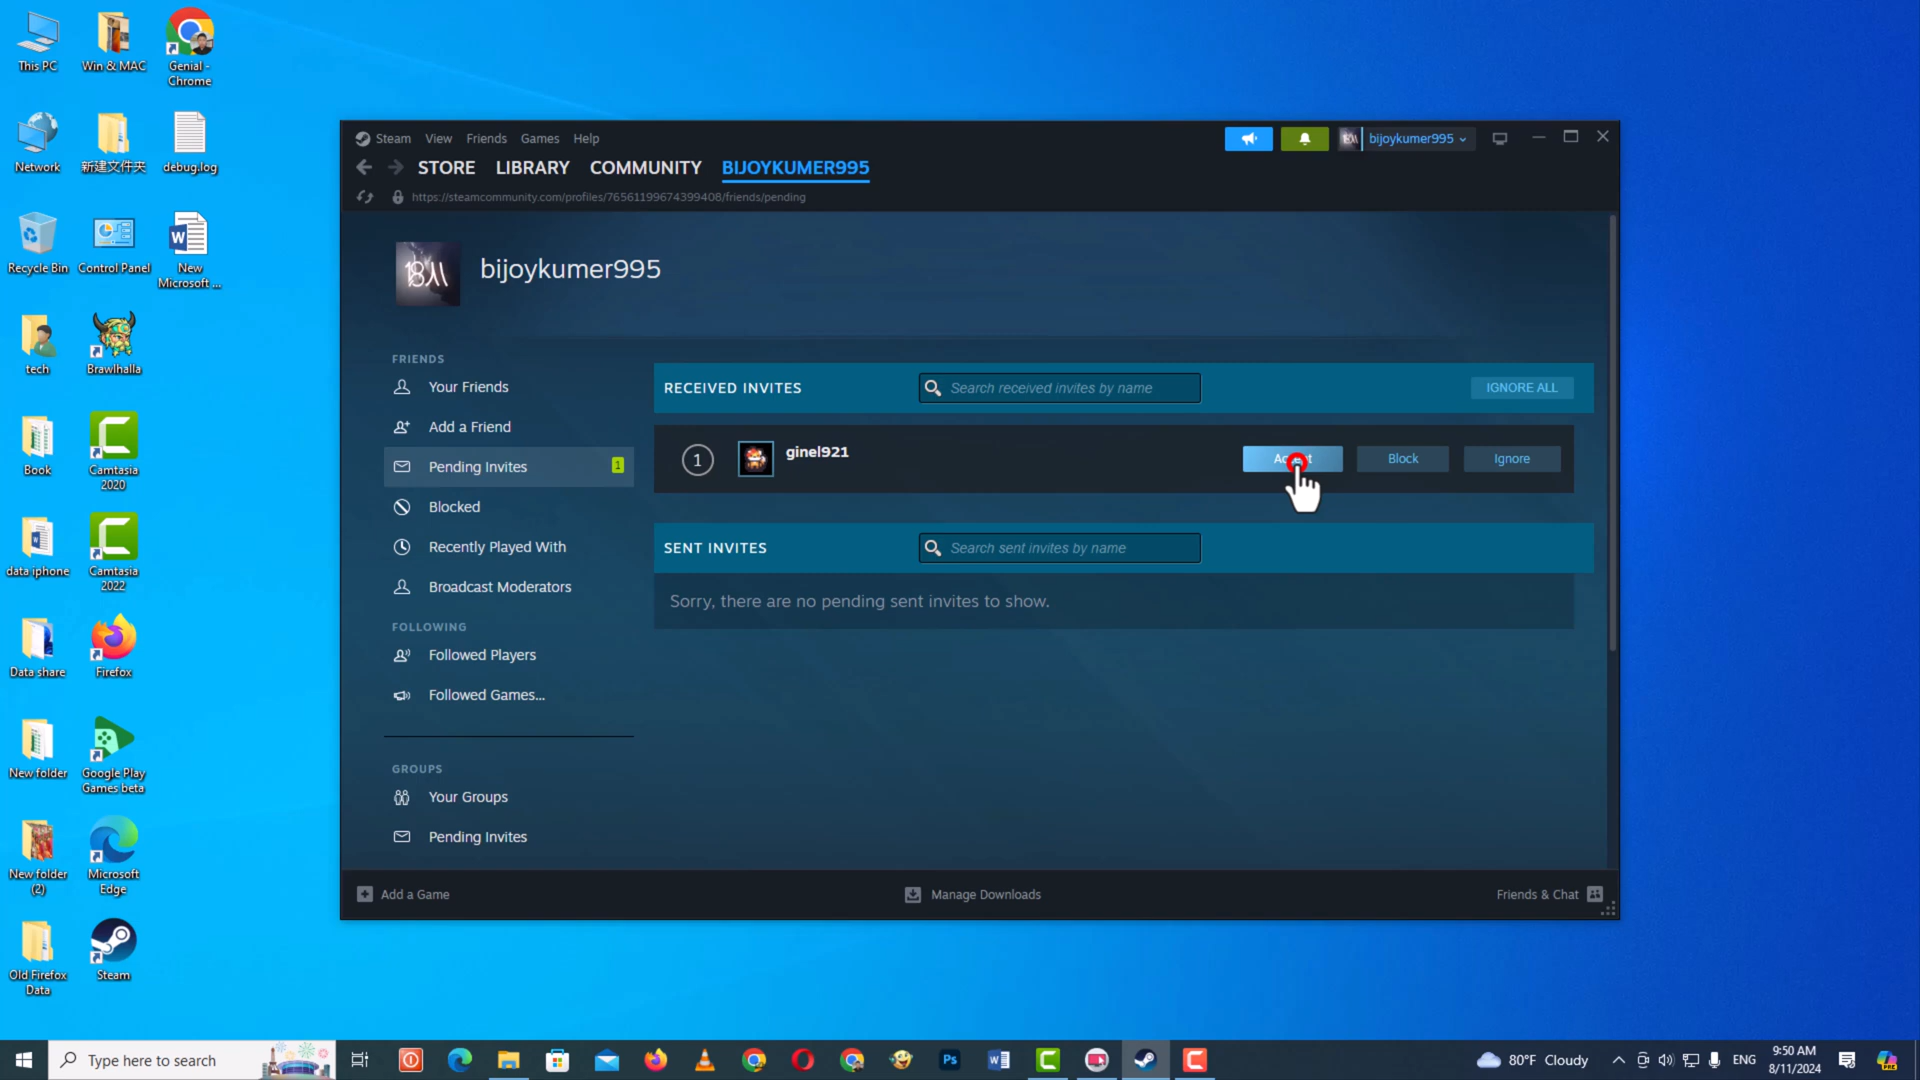 This PC
Win & MAC
Genial -
Chrome
Network
新建文件夹
debug.log
Recycle Bin
Control Panel
New
Microsoft ...
tech
Brawlhalla
Book
Camtasia
2020
data iphone
Camtasia
2022
Data share
Firefox
New folder
Google Play
Games beta
New folder
(2)
Microsoft
Edge
Old Firefox
Data
Steam
Steam View Friends Games Help
bijoykumer995
STORE LIBRARY COMMUNITY BIJOYKUMER995
https://steamcommunity.com/profiles/76561199674399408/friends/pending
bijoykumer995
FRIENDS
Your Friends
Add a Friend
Pending Invites 1
Blocked
Recently Played With
Broadcast Moderators
FOLLOWING
Followed Players
Followed Games...
GROUPS
Your Groups
Pending Invites
RECEIVED INVITES Search received invites by name IGNORE ALL
1 ginel921 Block Ignore
SENT INVITES Search sent invites by name
Sorry, there are no pending sent invites to show.
Add a Game Manage Downloads Friends & Chat
Type here to search
Ps
80°F Cloudy
ENG
9:50 AM
8/11/2024
PRE